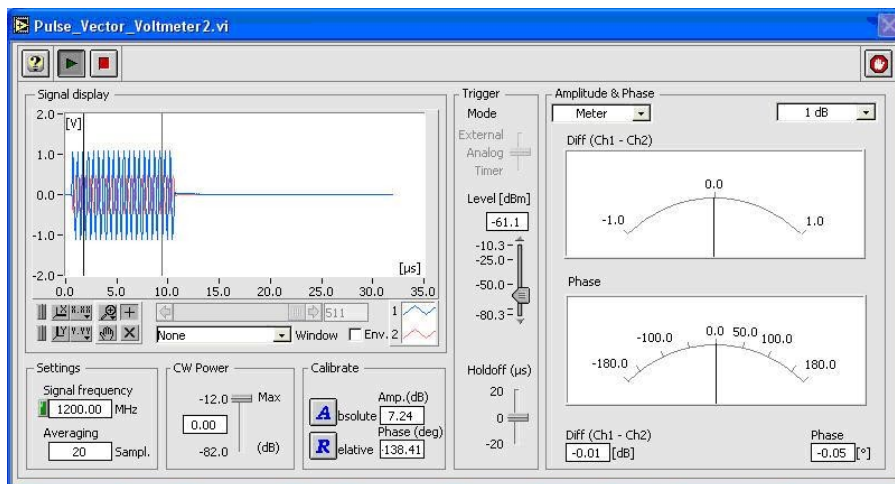 Pulse_Vector_Voltmeter2.vi
Signal display
[V]
2.0
1.0
0.0
-1.0
-2.0
[µs]
0.0 5.0 10.0 15.0 20.0 25.0 30.0 35.0
X.XX
511
1
Y.YY
None
Window
Env.
2
Settings
Signal frequency
1200.00 MHz
Averaging
20 Sampl.
CW Power
-12.0 Max
0.00
-82.0 (dB)
Calibrate
Amp.(dB)
A bsolute 7.24
Phase (deg)
R elative -138.41
Trigger
Mode
External
Analog
Timer
Level [dBm]
-61.1
-10.3
-25.0
-50.0
-80.3
Holdoff (µs)
20
0
-20
Amplitude & Phase
Meter
1 dB
Diff (Ch1 - Ch2)
-1.0 0.0 1.0
Phase
-180.0 -100.0 0.0 50.0 100.0 180.0
Diff (Ch1 - Ch2)
-0.01 [dB]
Phase
-0.05 [°]